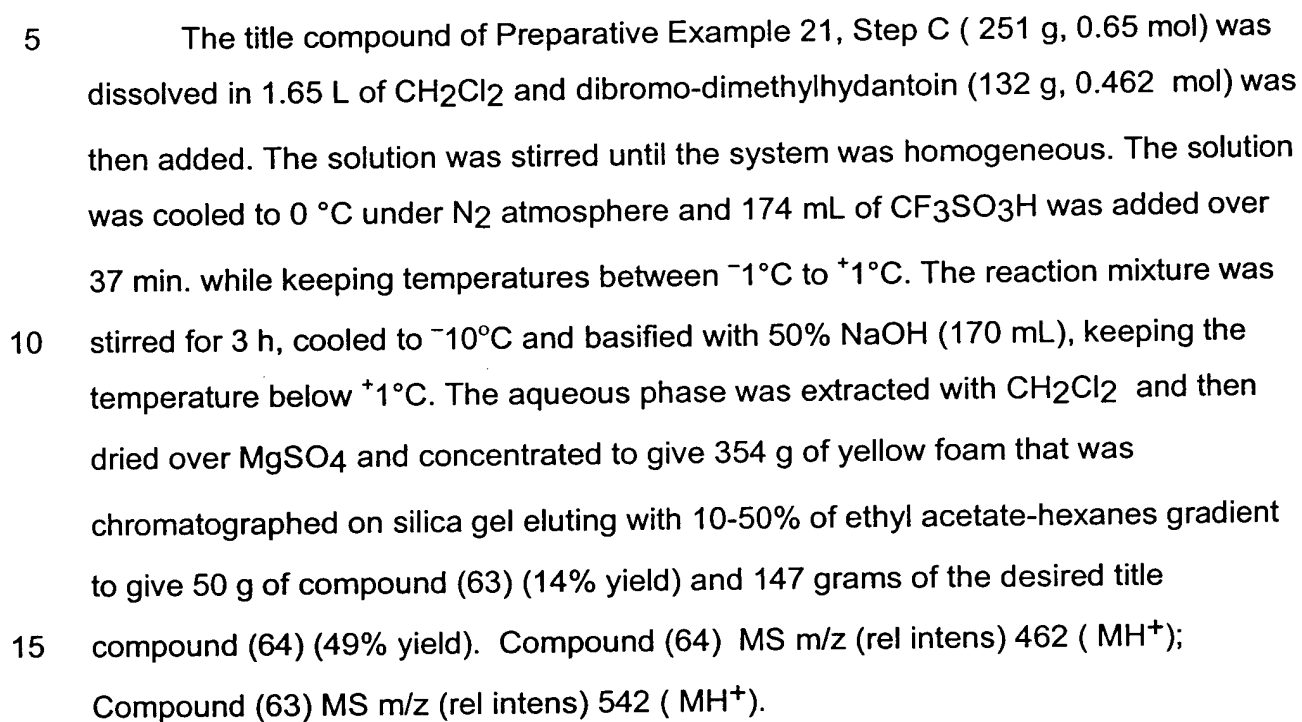 5 The title compound of Preparative Example 21, Step C ( 251 g, 0.65 mol) was
dissolved in 1.65 L of CH2Cl2 and dibromo-dimethylhydantoin (132 g, 0.462 mol) was
then added. The solution was stirred until the system was homogeneous. The solution
was cooled to 0 °C under N2 atmosphere and 174 mL of CF3SO3H was added over
37 min. while keeping temperatures between ⁻1°C to ⁺1°C. The reaction mixture was
10 stirred for 3 h, cooled to ⁻10°C and basified with 50% NaOH (170 mL), keeping the
temperature below ⁺1°C. The aqueous phase was extracted with CH2Cl2 and then
dried over MgSO4 and concentrated to give 354 g of yellow foam that was
chromatographed on silica gel eluting with 10-50% of ethyl acetate-hexanes gradient
to give 50 g of compound (63) (14% yield) and 147 grams of the desired title
15 compound (64) (49% yield). Compound (64) MS m/z (rel intens) 462 ( MH⁺);
Compound (63) MS m/z (rel intens) 542 ( MH⁺).